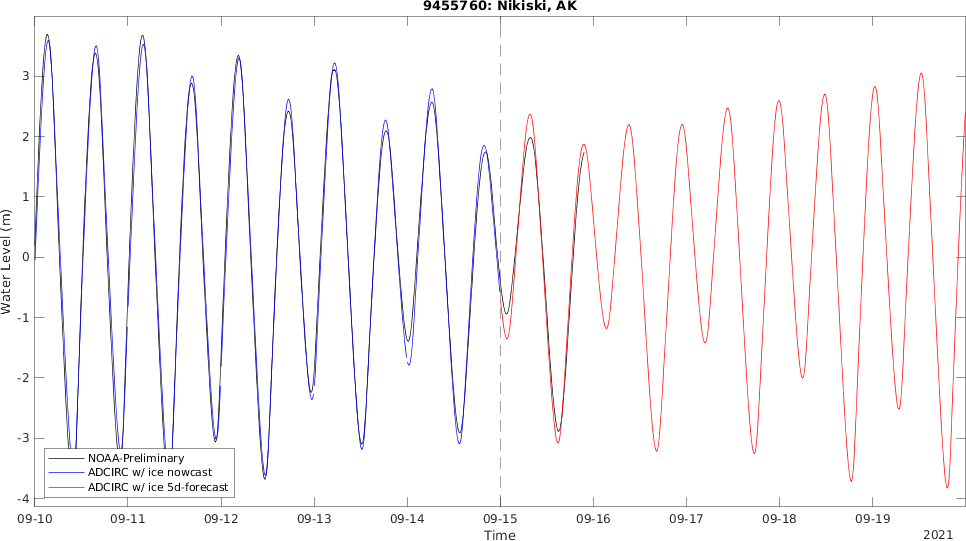 9455760: Nikiski, AK
Water Level (m)
3
2
1
0
-1
-2
-3
-4
NOAA-Preliminary
ADCIRC w/ ice nowcast
ADCIRC w/ ice 5d-forecast
09-10 09-11 09-12 09-13 09-14 09-15 09-16 09-17 09-18 09-19
Time
2021